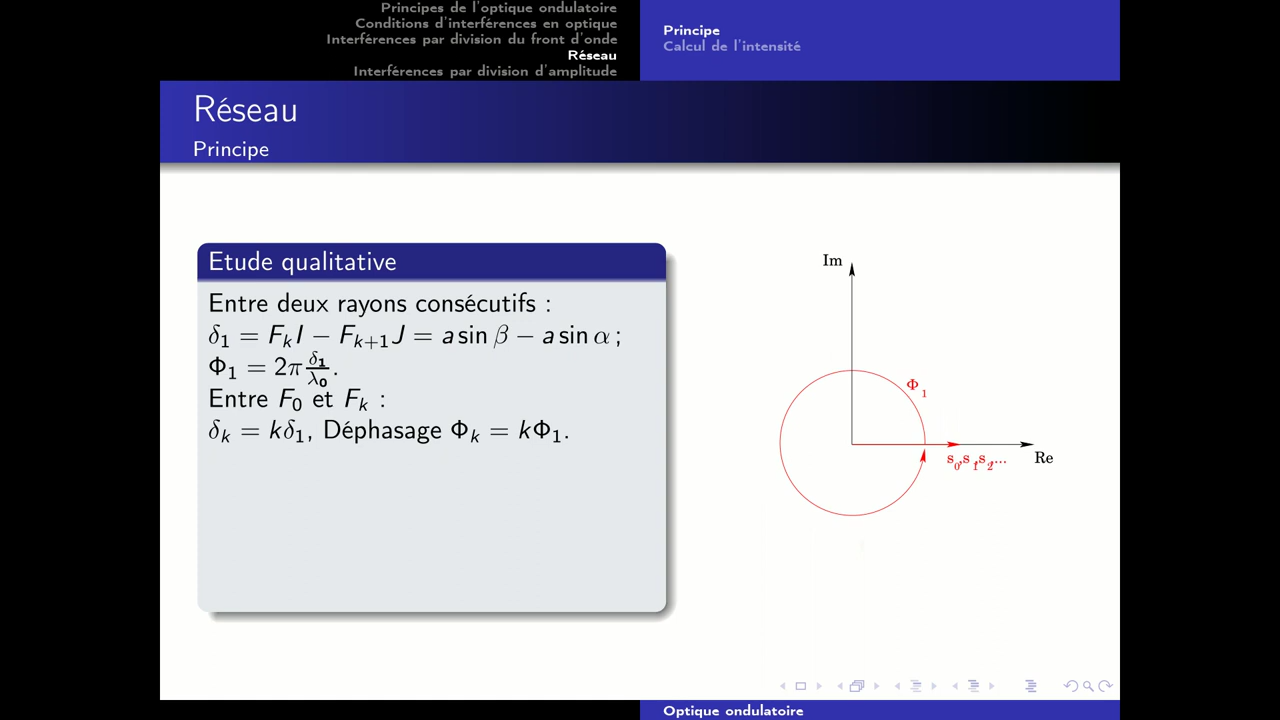 Principes de l'optique ondulatoire
Conditions d'interférences en optique
Interférences par division du front d'onde
Réseau
Interférences par division d'amplitude
Principe
Calcul de l'intensité
Réseau
Principe
Etude qualitative
Entre deux rayons consécutifs :
δ₁ = FₖI − Fₖ₊₁J = a sin β − a sin α ;
Φ₁ = 2π δ₁/λ₀.
Entre F₀ et Fₖ :
δₖ = kδ₁, Déphasage Φₖ = kΦ₁.
Im
Φ₁
s₀,s₁,s₂,...
Re
Optique ondulatoire